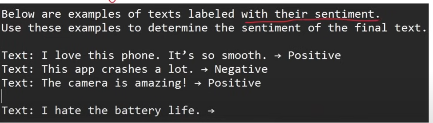 Below are examples of texts labeled with their sentiment.
Use these examples to determine the sentiment of the final text.
Text: I love this phone. It’s so smooth. → Positive
Text: This app crashes a lot. → Negative
Text: The camera is amazing! → Positive
Text: I hate the battery life. →